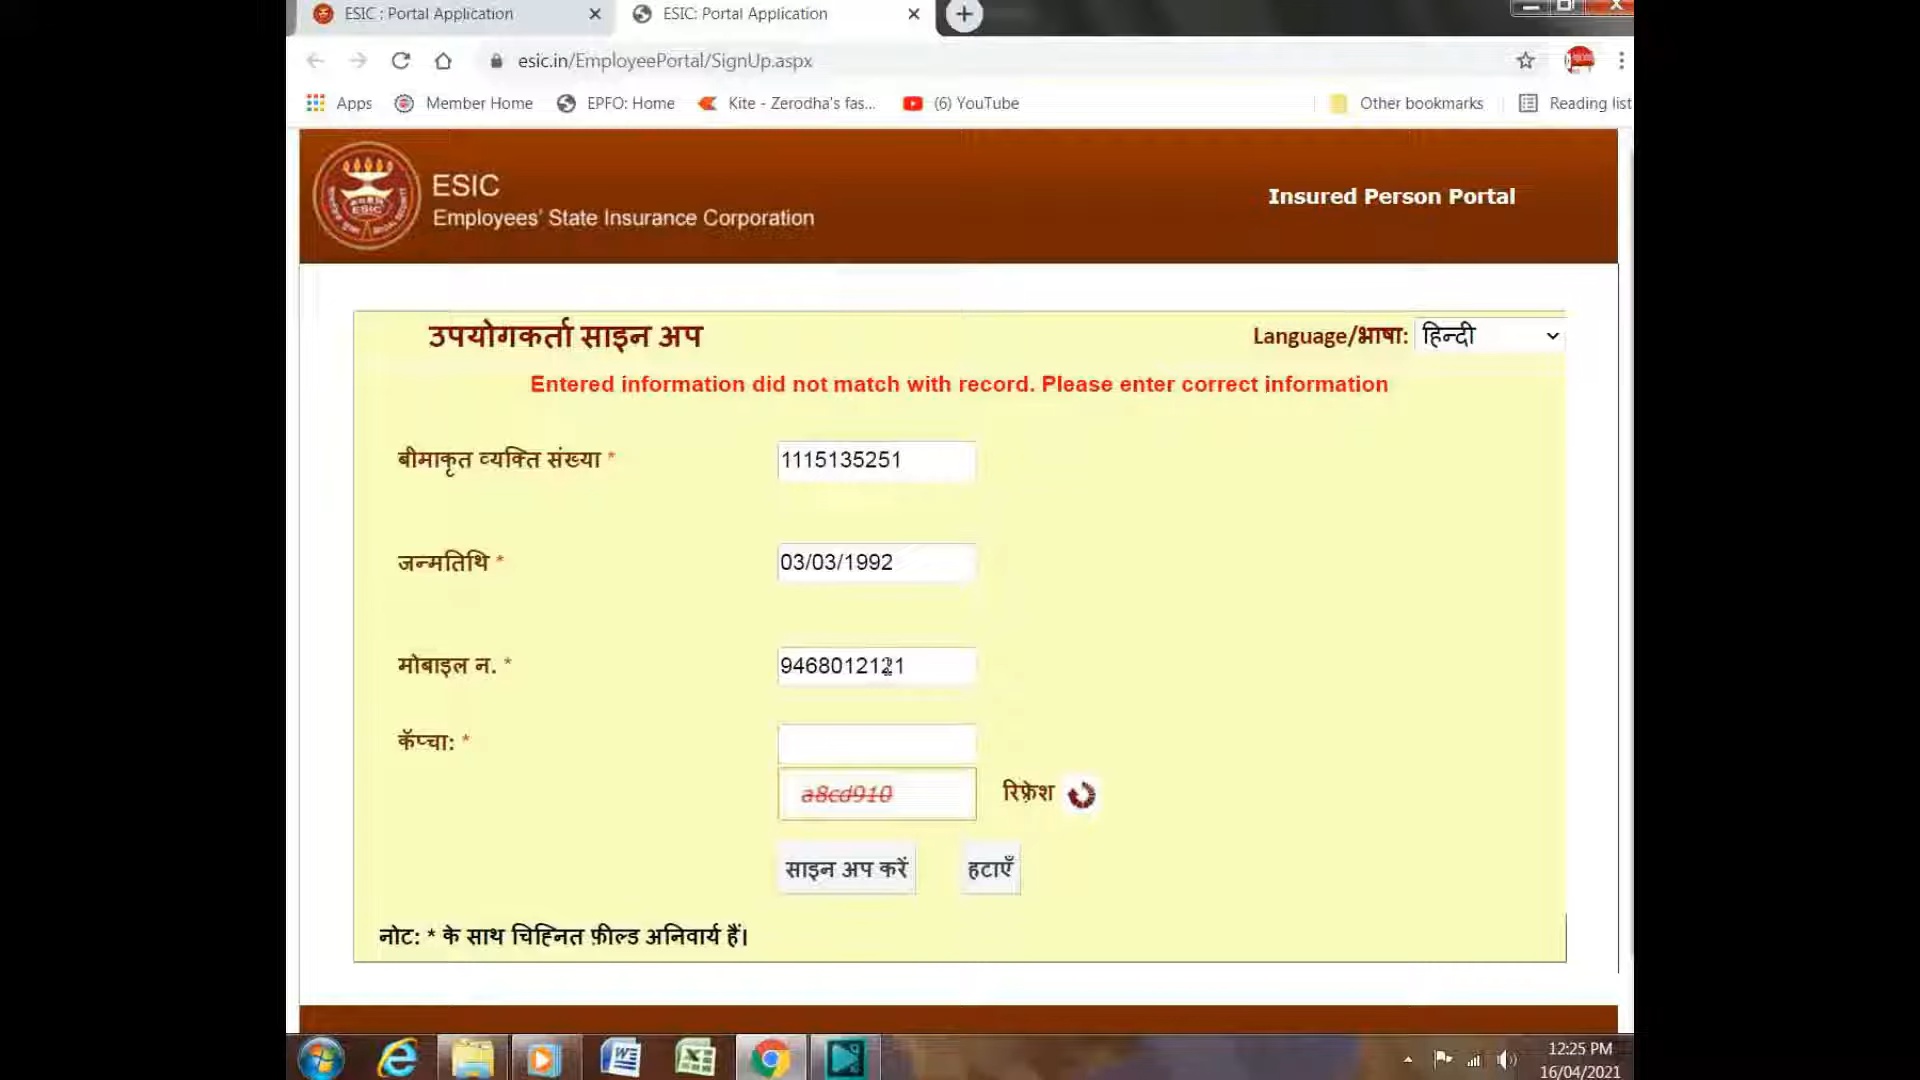 ESIC : Portal Application
ESIC: Portal Application
esic.in/EmployeePortal/SignUp.aspx
Apps
Member Home
EPFO: Home
Kite - Zerodha's fas...
(6) YouTube
Other bookmarks
Reading list
ESIC
Employees' State Insurance Corporation
Insured Person Portal
उपयोगकर्ता साइन अप
Language/भाषा: हिन्दी
Entered information did not match with record. Please enter correct information
बीमाकृत व्यक्ति संख्या * 1115135251
जन्मतिथि * 03/03/1992
मोबाइल न. * 9468012121
कॅप्चा: *
a8cd910
रिफ़्रेश
साइन अप करें
हटाएँ
नोट: * के साथ चिह्नित फ़ील्ड अनिवार्य हैं।
12:25 PM
16/04/2021